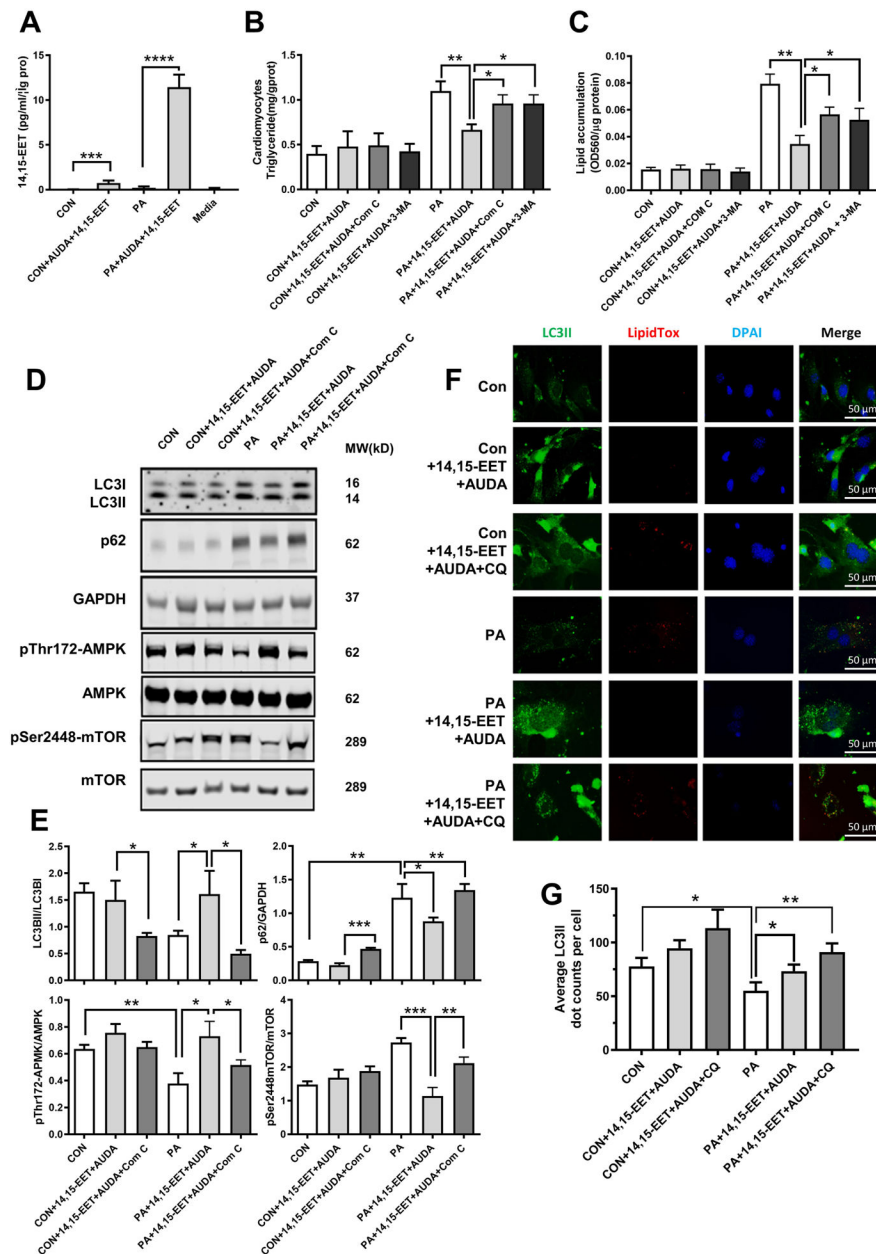 A
14,15-EET (pg/ml/µg pro)
15
10
5
0
***
****
CON
CON+AUDA+14,15-EET
PA
PA+AUDA+14,15-EET
Media
B
Cardiomyocytes
Triglyceride(mg/gprot)
1.5
1.0
0.5
0.0
**
*
*
CON
CON+14,15-EET+AUDA
CON+14,15-EET+AUDA+Com C
CON+14,15-EET+AUDA+3-MA
PA
PA+14,15-EET+AUDA
PA+14,15-EET+AUDA+Com C
PA+14,15-EET+AUDA+3-MA
C
Lipid accumulation
(OD560/µg protein)
0.10
0.08
0.06
0.04
0.02
0.00
**
*
*
CON
CON+14,15-EET+AUDA
CON+14,15-EET+AUDA+COM C
CON+14,15-EET+AUDA+3-MA
PA
PA+14,15-EET+AUDA
PA+14,15-EET+AUDA+COM C
PA+14,15-EET+AUDA + 3-MA
D
CON
CON+14,15-EET+AUDA
CON+14,15-EET+AUDA+Com C
PA
PA+14,15-EET+AUDA
PA+14,15-EET+AUDA+Com C
MW(kD)
LC3I 16
LC3II 14
p62 62
GAPDH 37
pThr172-AMPK 62
AMPK 62
pSer2448-mTOR 289
mTOR 289
E
LC3BII/LC3BI
2.5
2.0
1.5
1.0
0.5
0.0
*
*
*
p62/GAPDH
2.0
1.5
1.0
0.5
0.0
**
**
*
***
pThr172-APMK/AMPK
1.0
0.8
0.6
0.4
0.2
0.0
**
*
*
CON
CON+14,15-EET+AUDA
CON+14,15-EET+AUDA+Com C
PA
PA+14,15-EET+AUDA
PA+14,15-EET+AUDA+Com C
pSer2448mTOR/mTOR
4
3
2
1
0
***
**
CON
CON+14,15-EET+AUDA
CON+14,15-EET+AUDA+Com C
PA
PA+14,15-EET+AUDA
PA+14,15-EET+AUDA+Com C
F
LC3II LipidTox DPAI Merge
Con
50 µm
Con
+14,15-EET
+AUDA
50 µm
Con
+14,15-EET
+AUDA+CQ
50 µm
PA
50 µm
PA
+14,15-EET
+AUDA
50 µm
PA
+14,15-EET
+AUDA+CQ
50 µm
G
Average LC3II
dot counts per cell
150
100
75
50
25
0
*
**
*
CON
CON+14,15-EET+AUDA
CON+14,15-EET+AUDA+CQ
PA
PA+14,15-EET+AUDA
PA+14,15-EET+AUDA+CQ